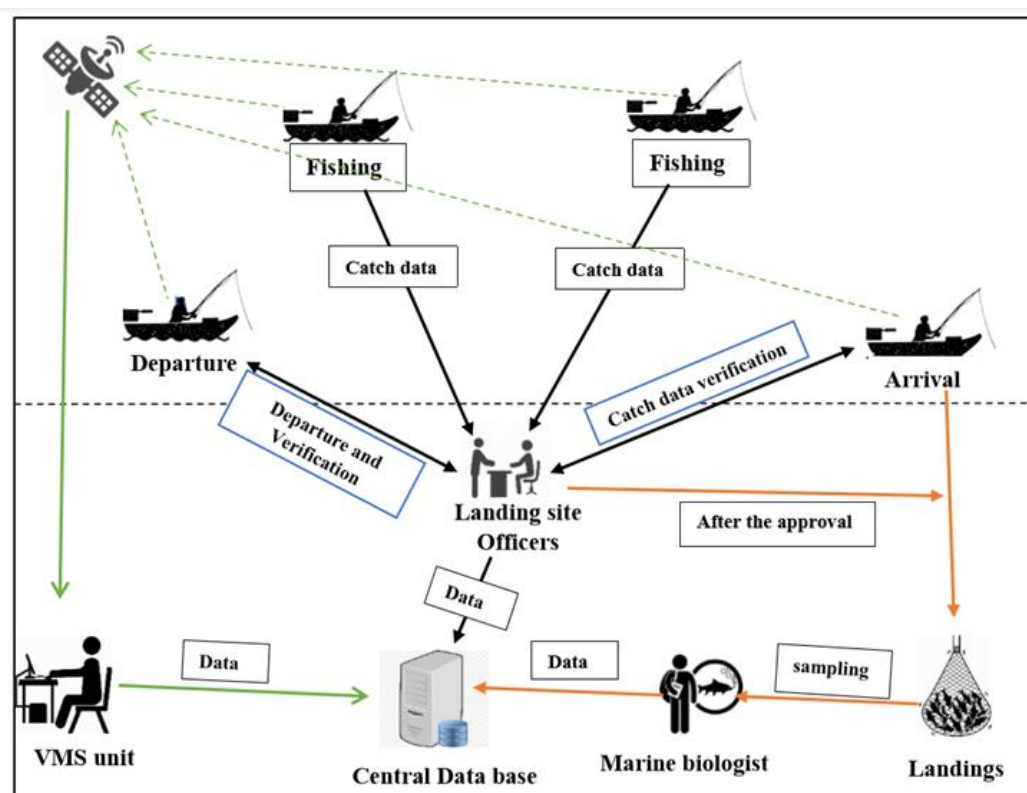 Fishing
Fishing
Catch data
Catch data
Departure
Arrival
Departure and
Verification
Catch data verification
Landing site
Officers
After the approval
Data
Data
Data
sampling
VMS unit
Central Data base
Marine biologist
Landings